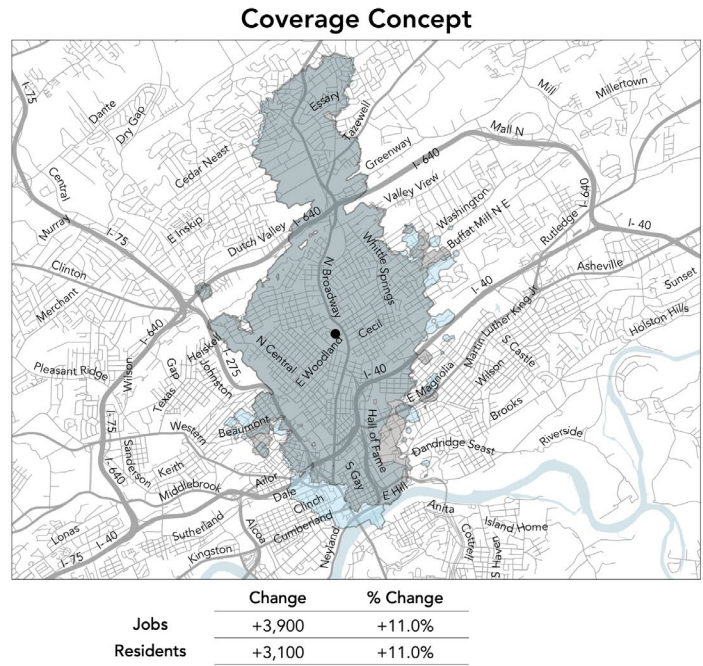 Coverage Concept
I-75
Dante
Dry Gap
Essary
Tazewell
Mill
Millertown
Mall N
Greenway
I-640
Cedar Neast
Central
Valley View
Washington
Buffat Mill N E
I-640
Murray
I-75
E Inskip
Dutch Valley
I-640
Rutledge
I-40
Whittle Springs
Clinton
Merchant
N Broadway
I-40
Asheville
Sunset
Holston Hills
I-640
Cecil
Martin Luther King Jr
Heiskell
I-275
N Central
E Woodland
S Castle
Wilson
Pleasant Ridge
Wilson
Gap
Texas
Johnston
I-40
E Magnolia
Brooks
I-75
Western
Beaumont
Hall of Fame
Dandridge Seast
Riverside
Sanderson
Keith
I-640
Middlebrook
Ailor
Dale
S Gay
E Hill
Clinch
Cumberland
Anita
Lonas
I-40
I-75
Sutherland
Kingston
Alcoa
Neyland
Cottrell
Island Home
S Haven
Change % Change
Jobs +3,900 +11.0%
Residents +3,100 +11.0%